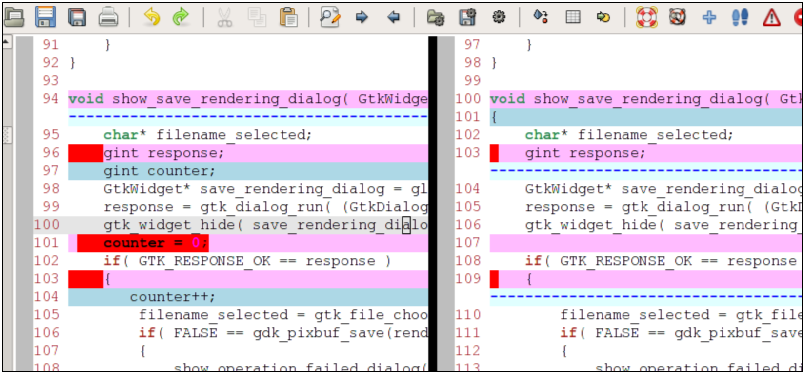 91 }
92 }
93
94 void show_save_rendering_dialog( GtkWidge
95 char* filename_selected;
96 gint response;
97 gint counter;
98 GtkWidget* save_rendering_dialog = gl
99 response = gtk_dialog_run( (GtkDialog
100 gtk_widget_hide( save_rendering_dialo
101 counter = 0;
102 if( GTK_RESPONSE_OK == response )
103 {
104 counter++;
105 filename_selected = gtk_file_choo
106 if( FALSE == gdk_pixbuf_save(rend
107 {
108 show_operation_failed_dialog(
97 }
98 }
99
100 void show_save_rendering_dialog( Gtk
101 {
102 char* filename_selected;
103 gint response;
104 GtkWidget* save_rendering_dialog
105 response = gtk_dialog_run( (GtkD
106 gtk_widget_hide( save_rendering_
107
108 if( GTK_RESPONSE_OK == response
109 {
110 filename_selected = gtk_file
111 if( FALSE == gdk_pixbuf_save
112 {
113 show_operation_failed_di